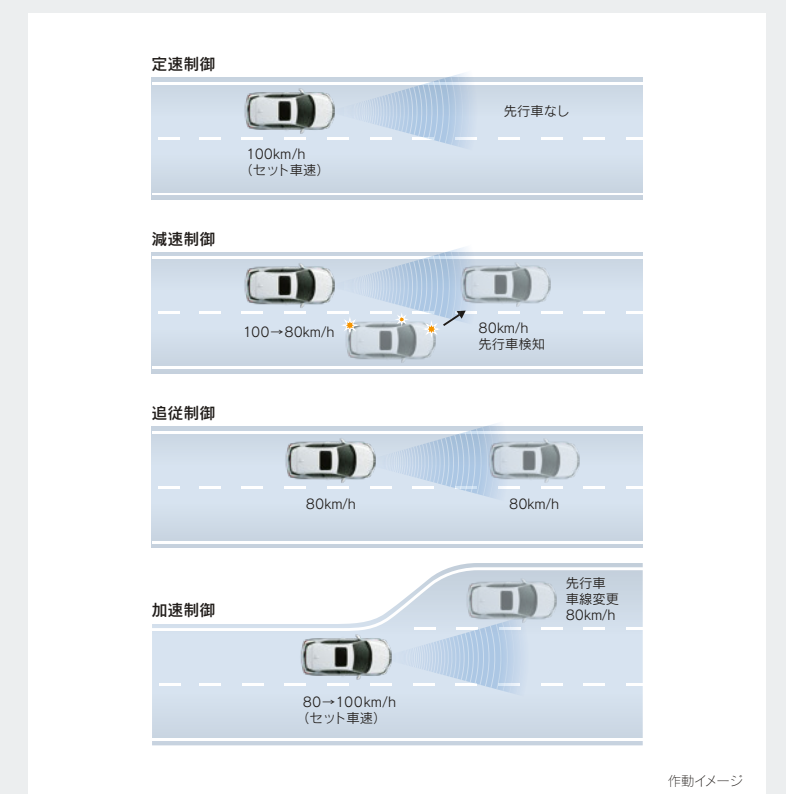 定速制御
先行車なし
100km/h
（セット車速）
減速制御
100→80km/h
80km/h
先行車検知
追従制御
80km/h
80km/h
加速制御
先行車
車線変更
80km/h
80→100km/h
（セット車速）
作動イメージ